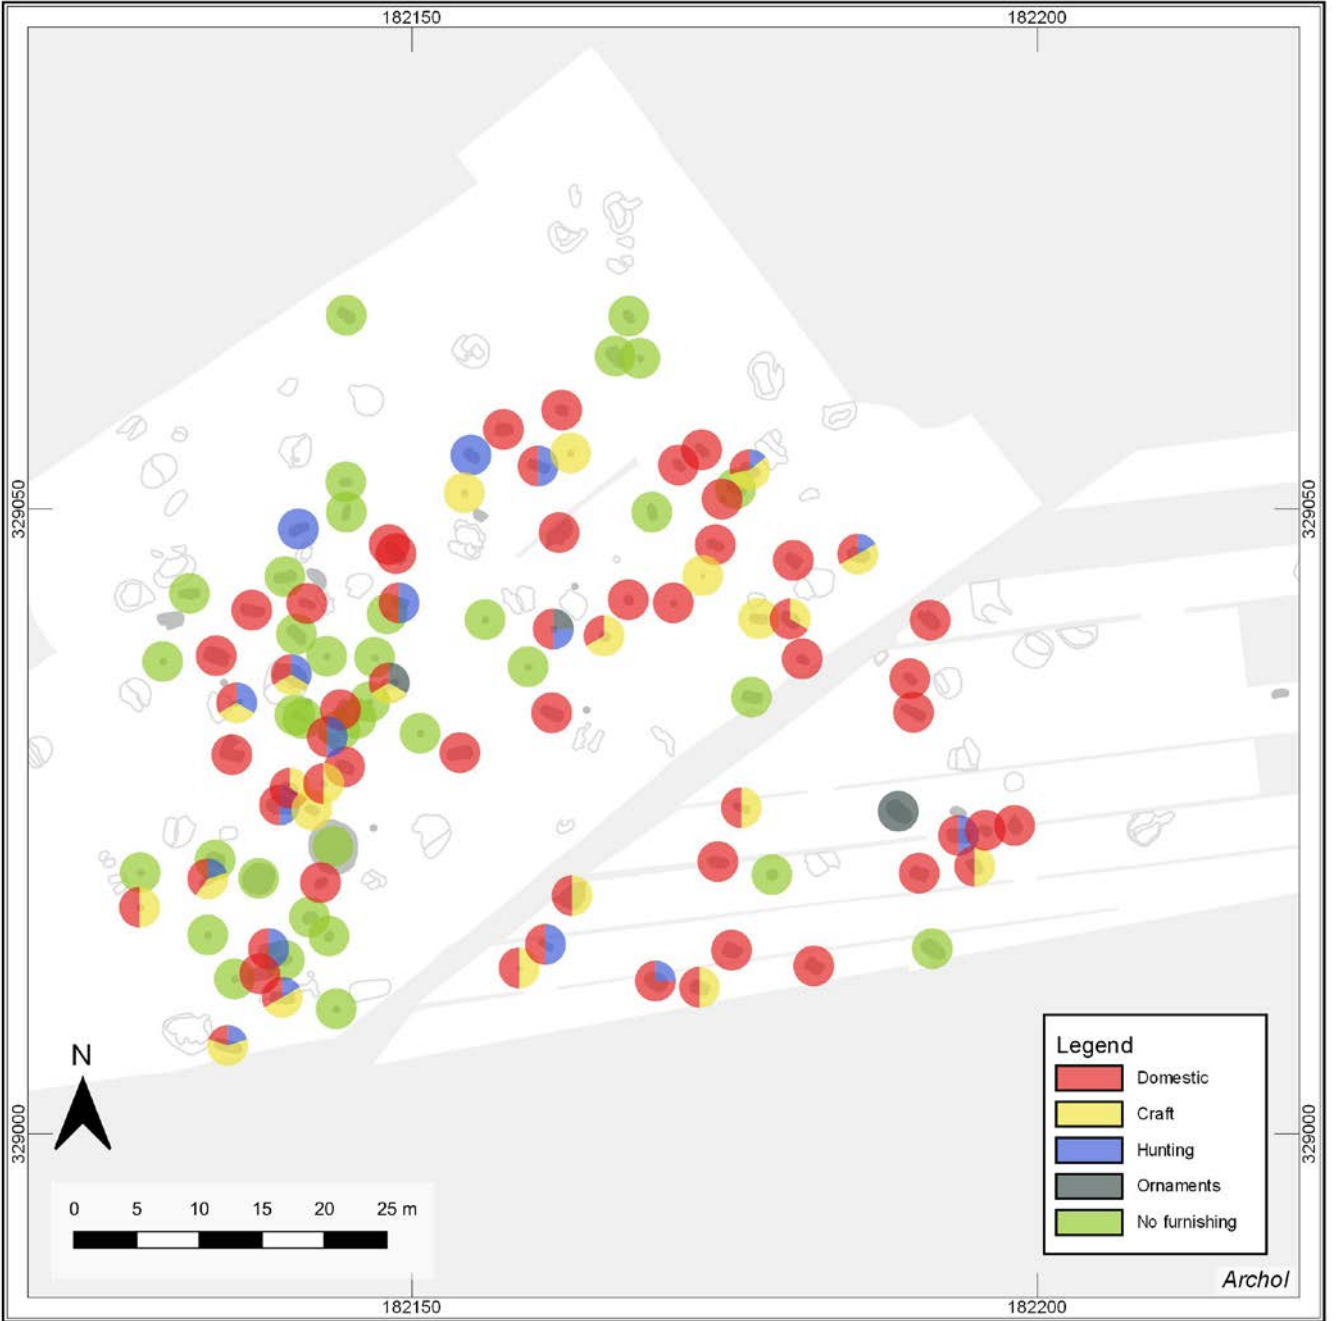 182150 182200
329050 329050
N
329000 329000
0 5 10 15 20 25 m
Legend
Domestic
Craft
Hunting
Ornaments
No furnishing
Archol
182150 182200